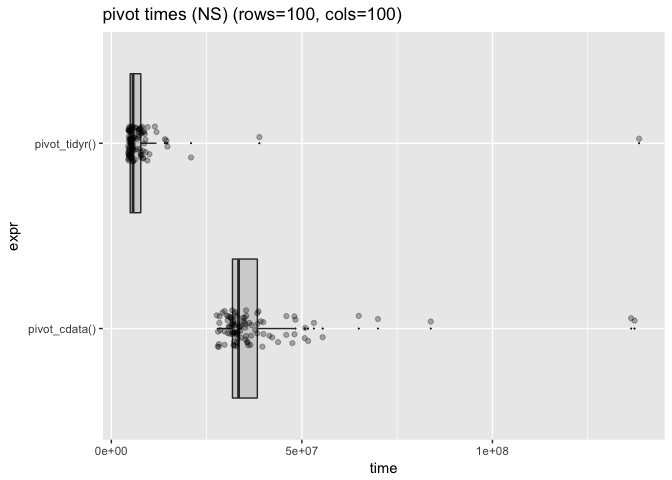 pivot times (NS) (rows=100, cols=100)
expr
pivot_tidyr()
pivot_cdata()
0e+00 5e+07 1e+08
time